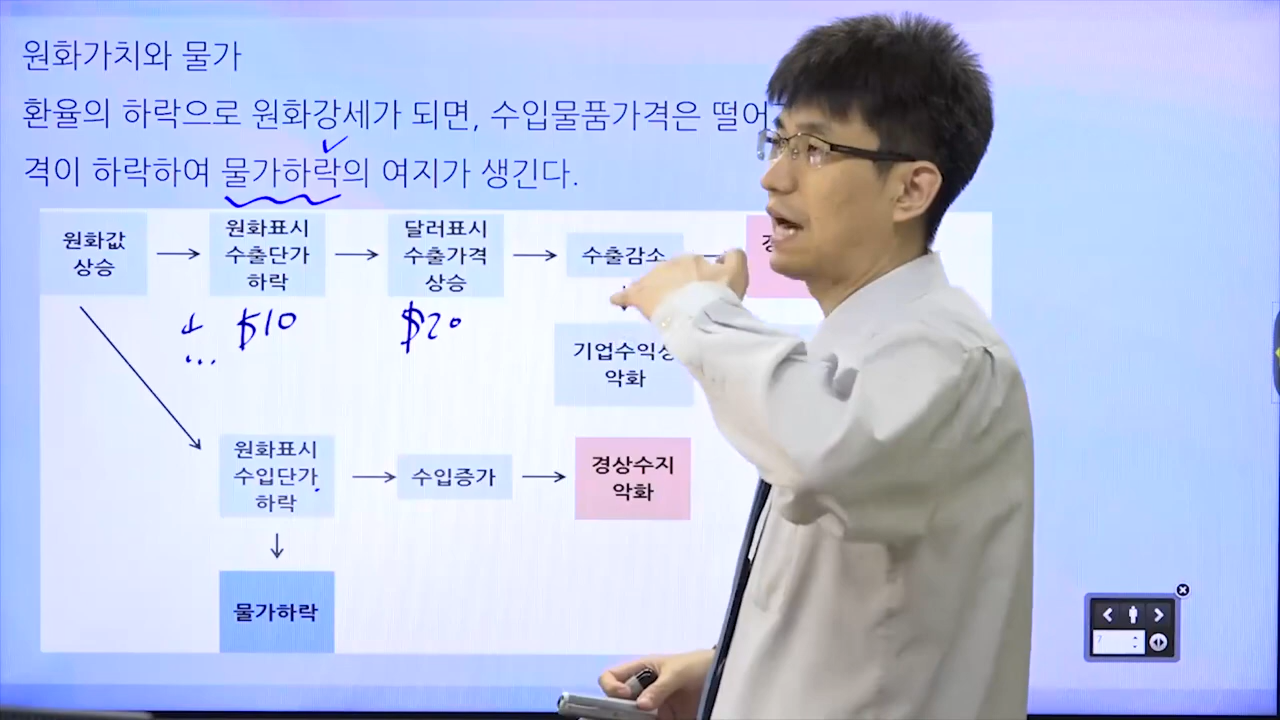 원화가치와 물가
환율의 하락으로 원화강세가 되면, 수입물품가격은
격이 하락하여 물가하락의 여지가 생긴다.
원화값
상승
원화표시
수출단가
하락
달러표시
수출가격
상승
수출감소
$10
$20
기업수익성
악화
원화표시
수입단가
하락
수입증가
경상수지
악화
물가하락